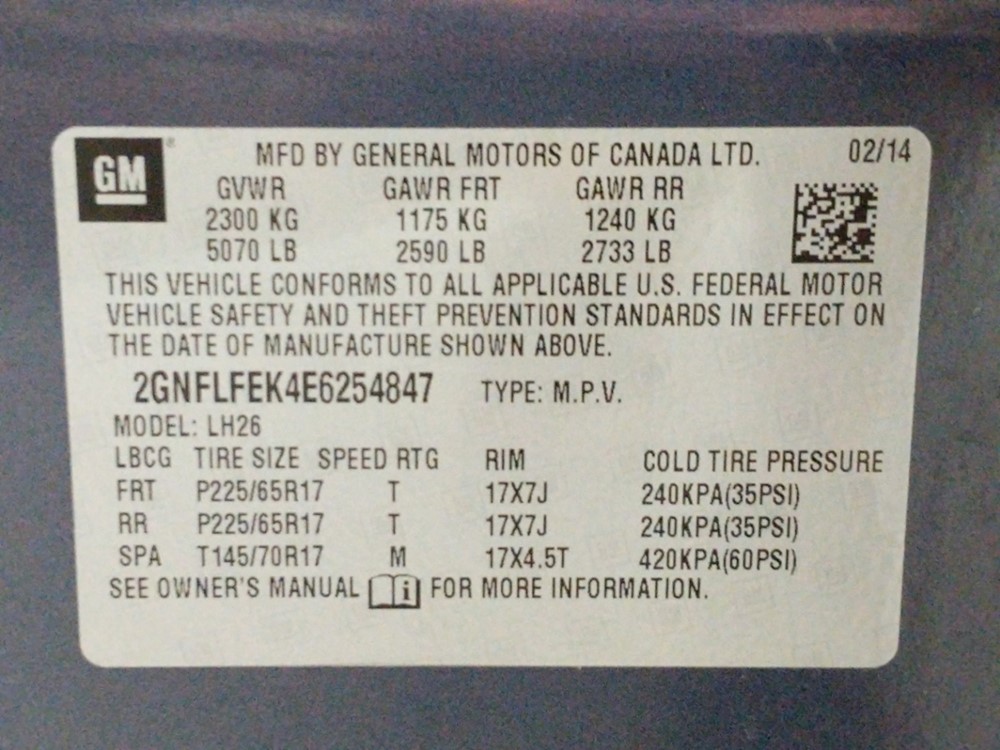 GM ®
MFD BY GENERAL MOTORS OF CANADA LTD. 02/14
GVWR GAWR FRT GAWR RR
2300 KG 1175 KG 1240 KG
5070 LB 2590 LB 2733 LB
THIS VEHICLE CONFORMS TO ALL APPLICABLE U.S. FEDERAL MOTOR
VEHICLE SAFETY AND THEFT PREVENTION STANDARDS IN EFFECT ON
THE DATE OF MANUFACTURE SHOWN ABOVE.
2GNFLFEK4E6254847 TYPE: M.P.V.
MODEL: LH26
LBCG TIRE SIZE SPEED RTG RIM COLD TIRE PRESSURE
FRT P225/65R17 T 17X7J 240KPA(35PSI)
RR P225/65R17 T 17X7J 240KPA(35PSI)
SPA T145/70R17 M 17X4.5T 420KPA(60PSI)
SEE OWNER'S MANUAL i FOR MORE INFORMATION.